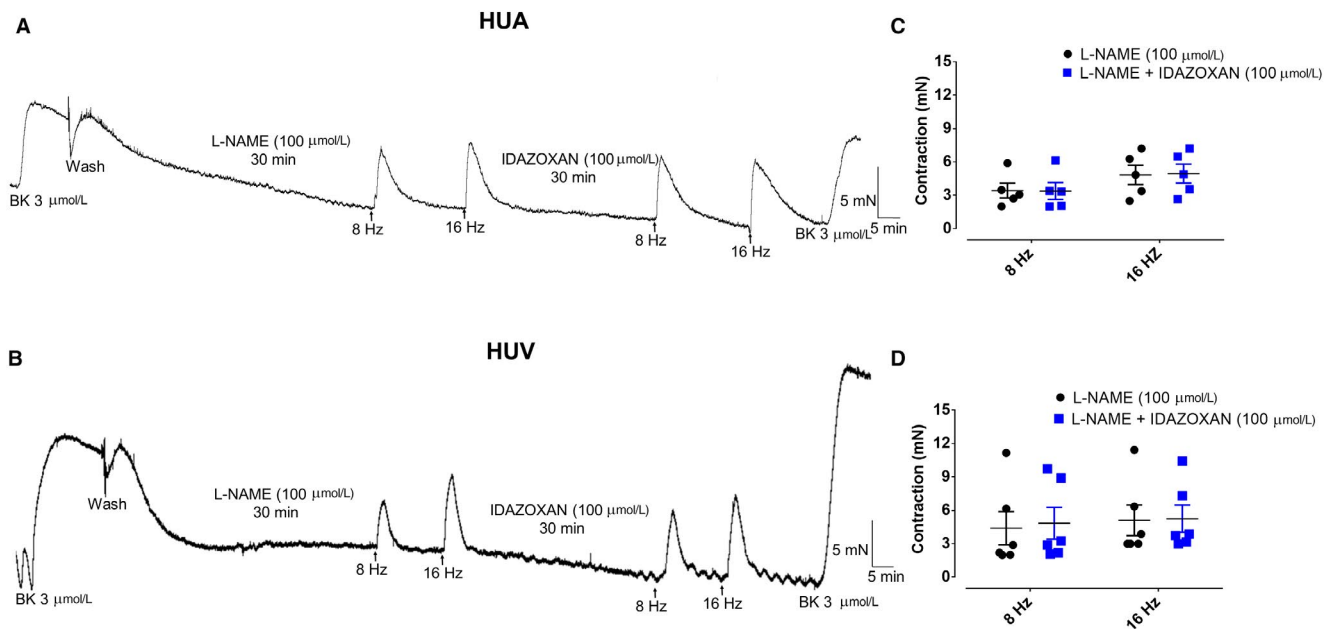 A
HUA
L-NAME (100 μmol/L)
30 min
IDAZOXAN (100 μmol/L)
30 min
Wash
BK 3 μmol/L
8 Hz
16 Hz
8 Hz
16 Hz
BK 3 μmol/L
5 mN
5 min
C
L-NAME (100 μmol/L)
L-NAME + IDAZOXAN (100 μmol/L)
Contraction (mN)
15
12
9
6
3
0
8 Hz
16 HZ
B
HUV
L-NAME (100 μmol/L)
30 min
IDAZOXAN (100 μmol/L)
30 min
Wash
BK 3 μmol/L
8 Hz
16 Hz
8 Hz
16 Hz
BK 3 μmol/L
5 mN
5 min
D
L-NAME (100 μmol/L)
L-NAME + IDAZOXAN (100 μmol/L)
Contraction (mN)
15
12
9
6
3
0
8 Hz
16 Hz